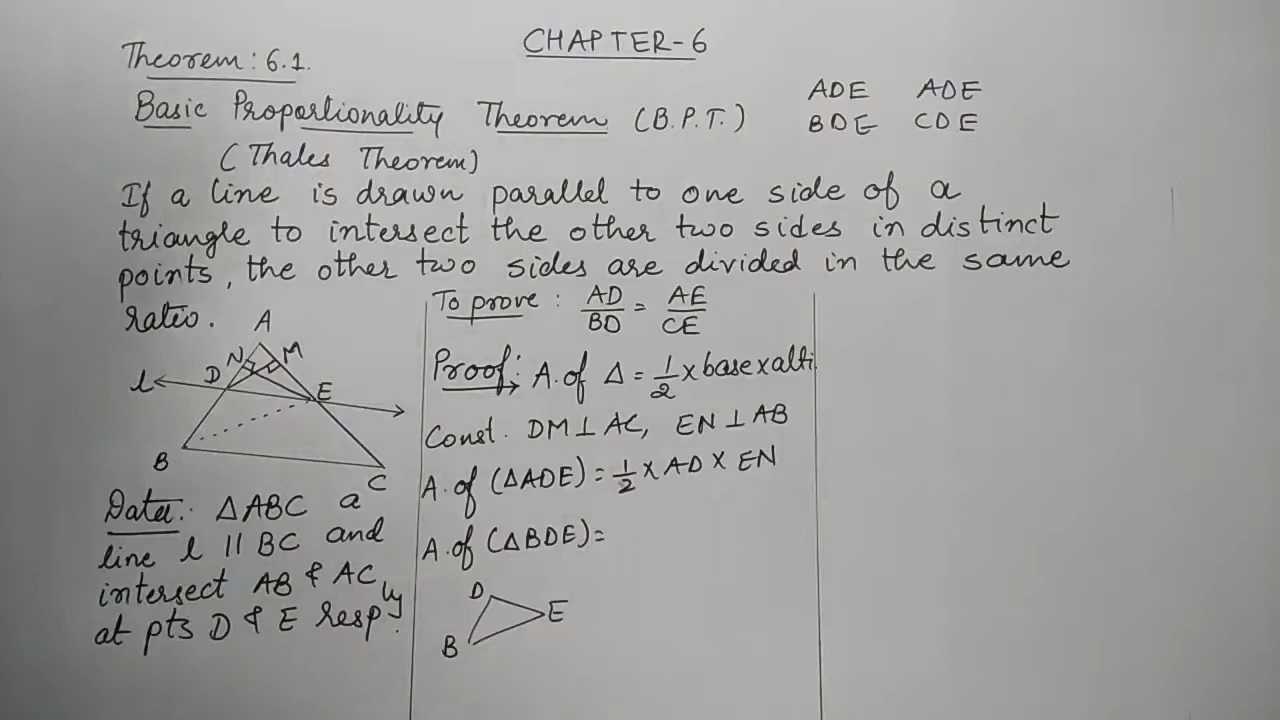 CHAPTER-6
Theorem: 6.1.
Basic Proportionality Theorem (B.P.T.)
ADE ADE
BDE CDE
(Thales Theorem)
If a line is drawn parallel to one side of a
triangle to intersect the other two sides in distinct
points, the other two sides are divided in the same
ratio.
A
N M
l D E
B
C
Data: ΔABC a
line l || BC and
intersect AB & AC
at pts D & E resply.
To prove: AD/BD = AE/CE
Proof: A. of Δ = 1/2 x base x alti
Const. DM ⊥ AC, EN ⊥ AB
A. of (ΔADE) = 1/2 x AD x EN
A. of (ΔBDE) =
D
E
B